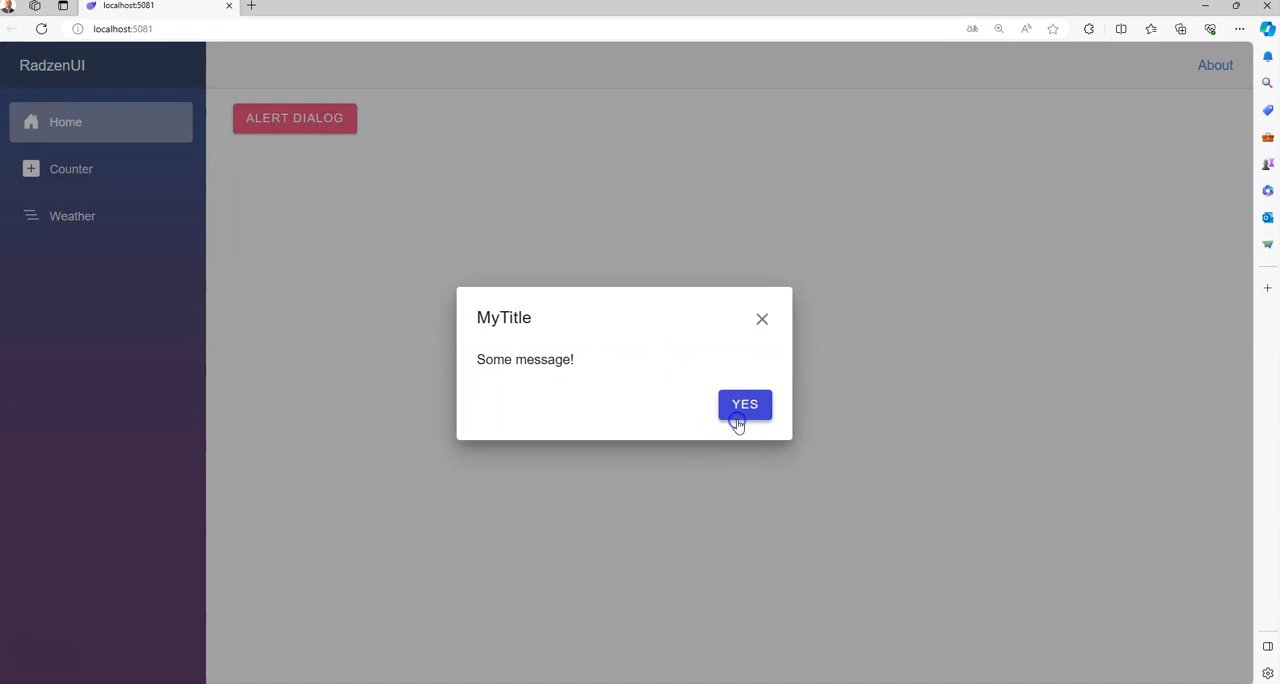 localhost:5081
localhost:5081
RadzenUI
About
Home
ALERT DIALOG
Counter
Weather
MyTitle
Some message!
YES